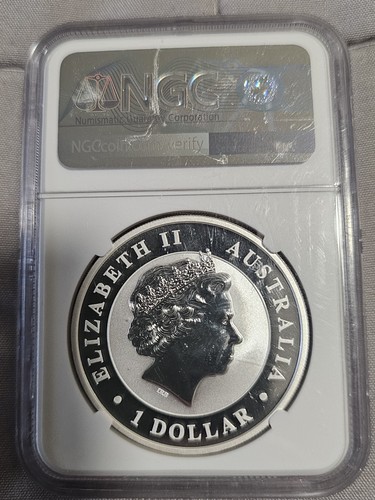 NGC
Numismatic Guaranty Corporation
NGCcoin.com/verify
ELIZABETH II
AUSTRALIA
1 DOLLAR